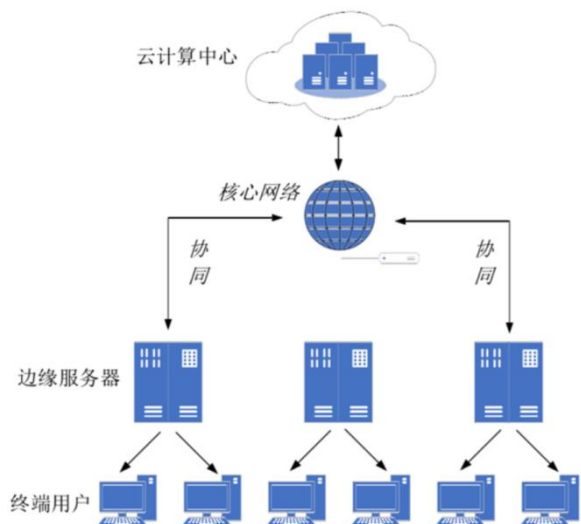 云计算中心
核心网络
协同
协同
边缘服务器
终端用户